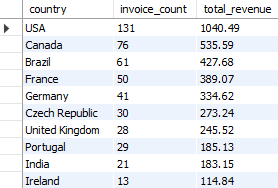 country invoice_count total_revenue
USA 131 1040.49
Canada 76 535.59
Brazil 61 427.68
France 50 389.07
Germany 41 334.62
Czech Republic 30 273.24
United Kingdom 28 245.52
Portugal 29 185.13
India 21 183.15
Ireland 13 114.84